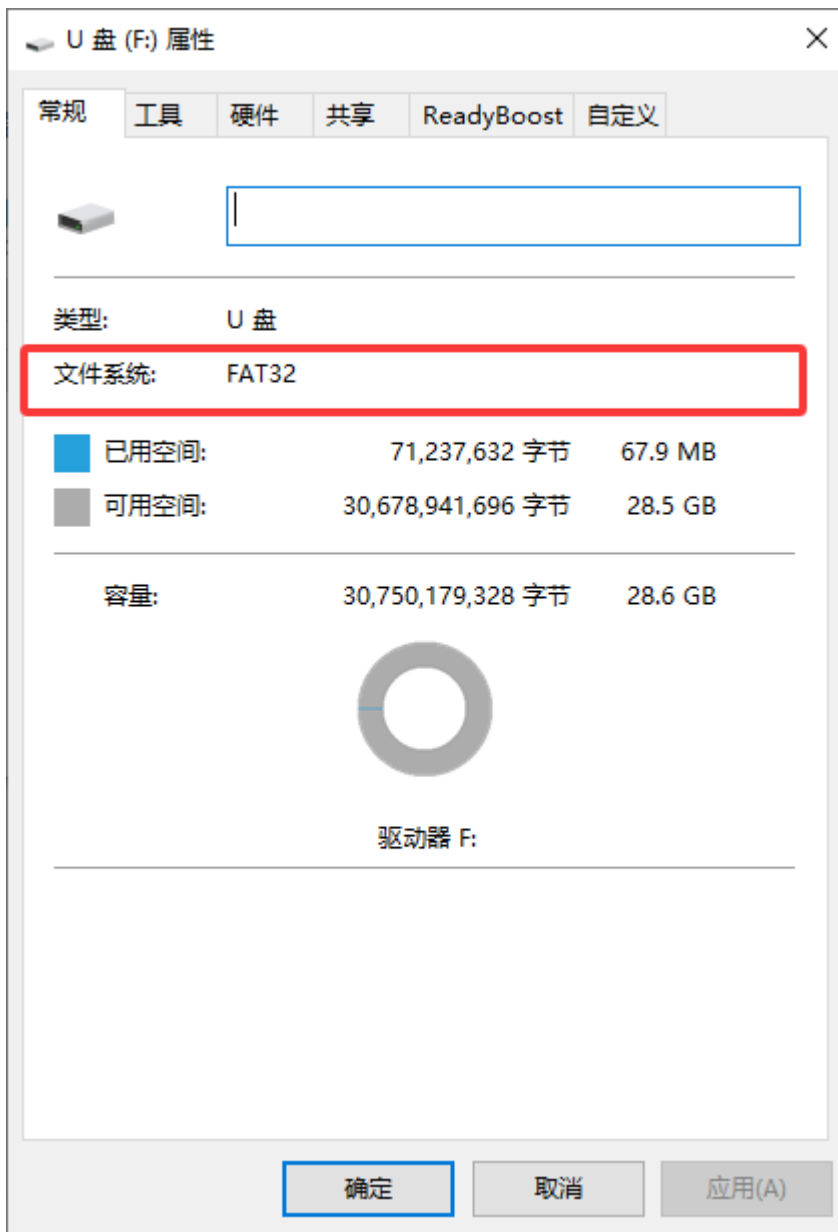 U 盘 (F:) 属性
常规 工具 硬件 共享 ReadyBoost 自定义
类型: U 盘
文件系统: FAT32
已用空间: 71,237,632 字节 67.9 MB
可用空间: 30,678,941,696 字节 28.5 GB
容量: 30,750,179,328 字节 28.6 GB
驱动器 F:
确定 取消 应用(A)